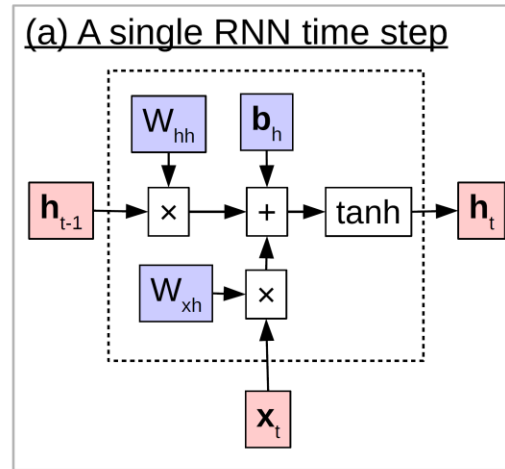 (a) A single RNN time step
W_hh b_h
h_t-1 × + tanh h_t
W_xh ×
x_t